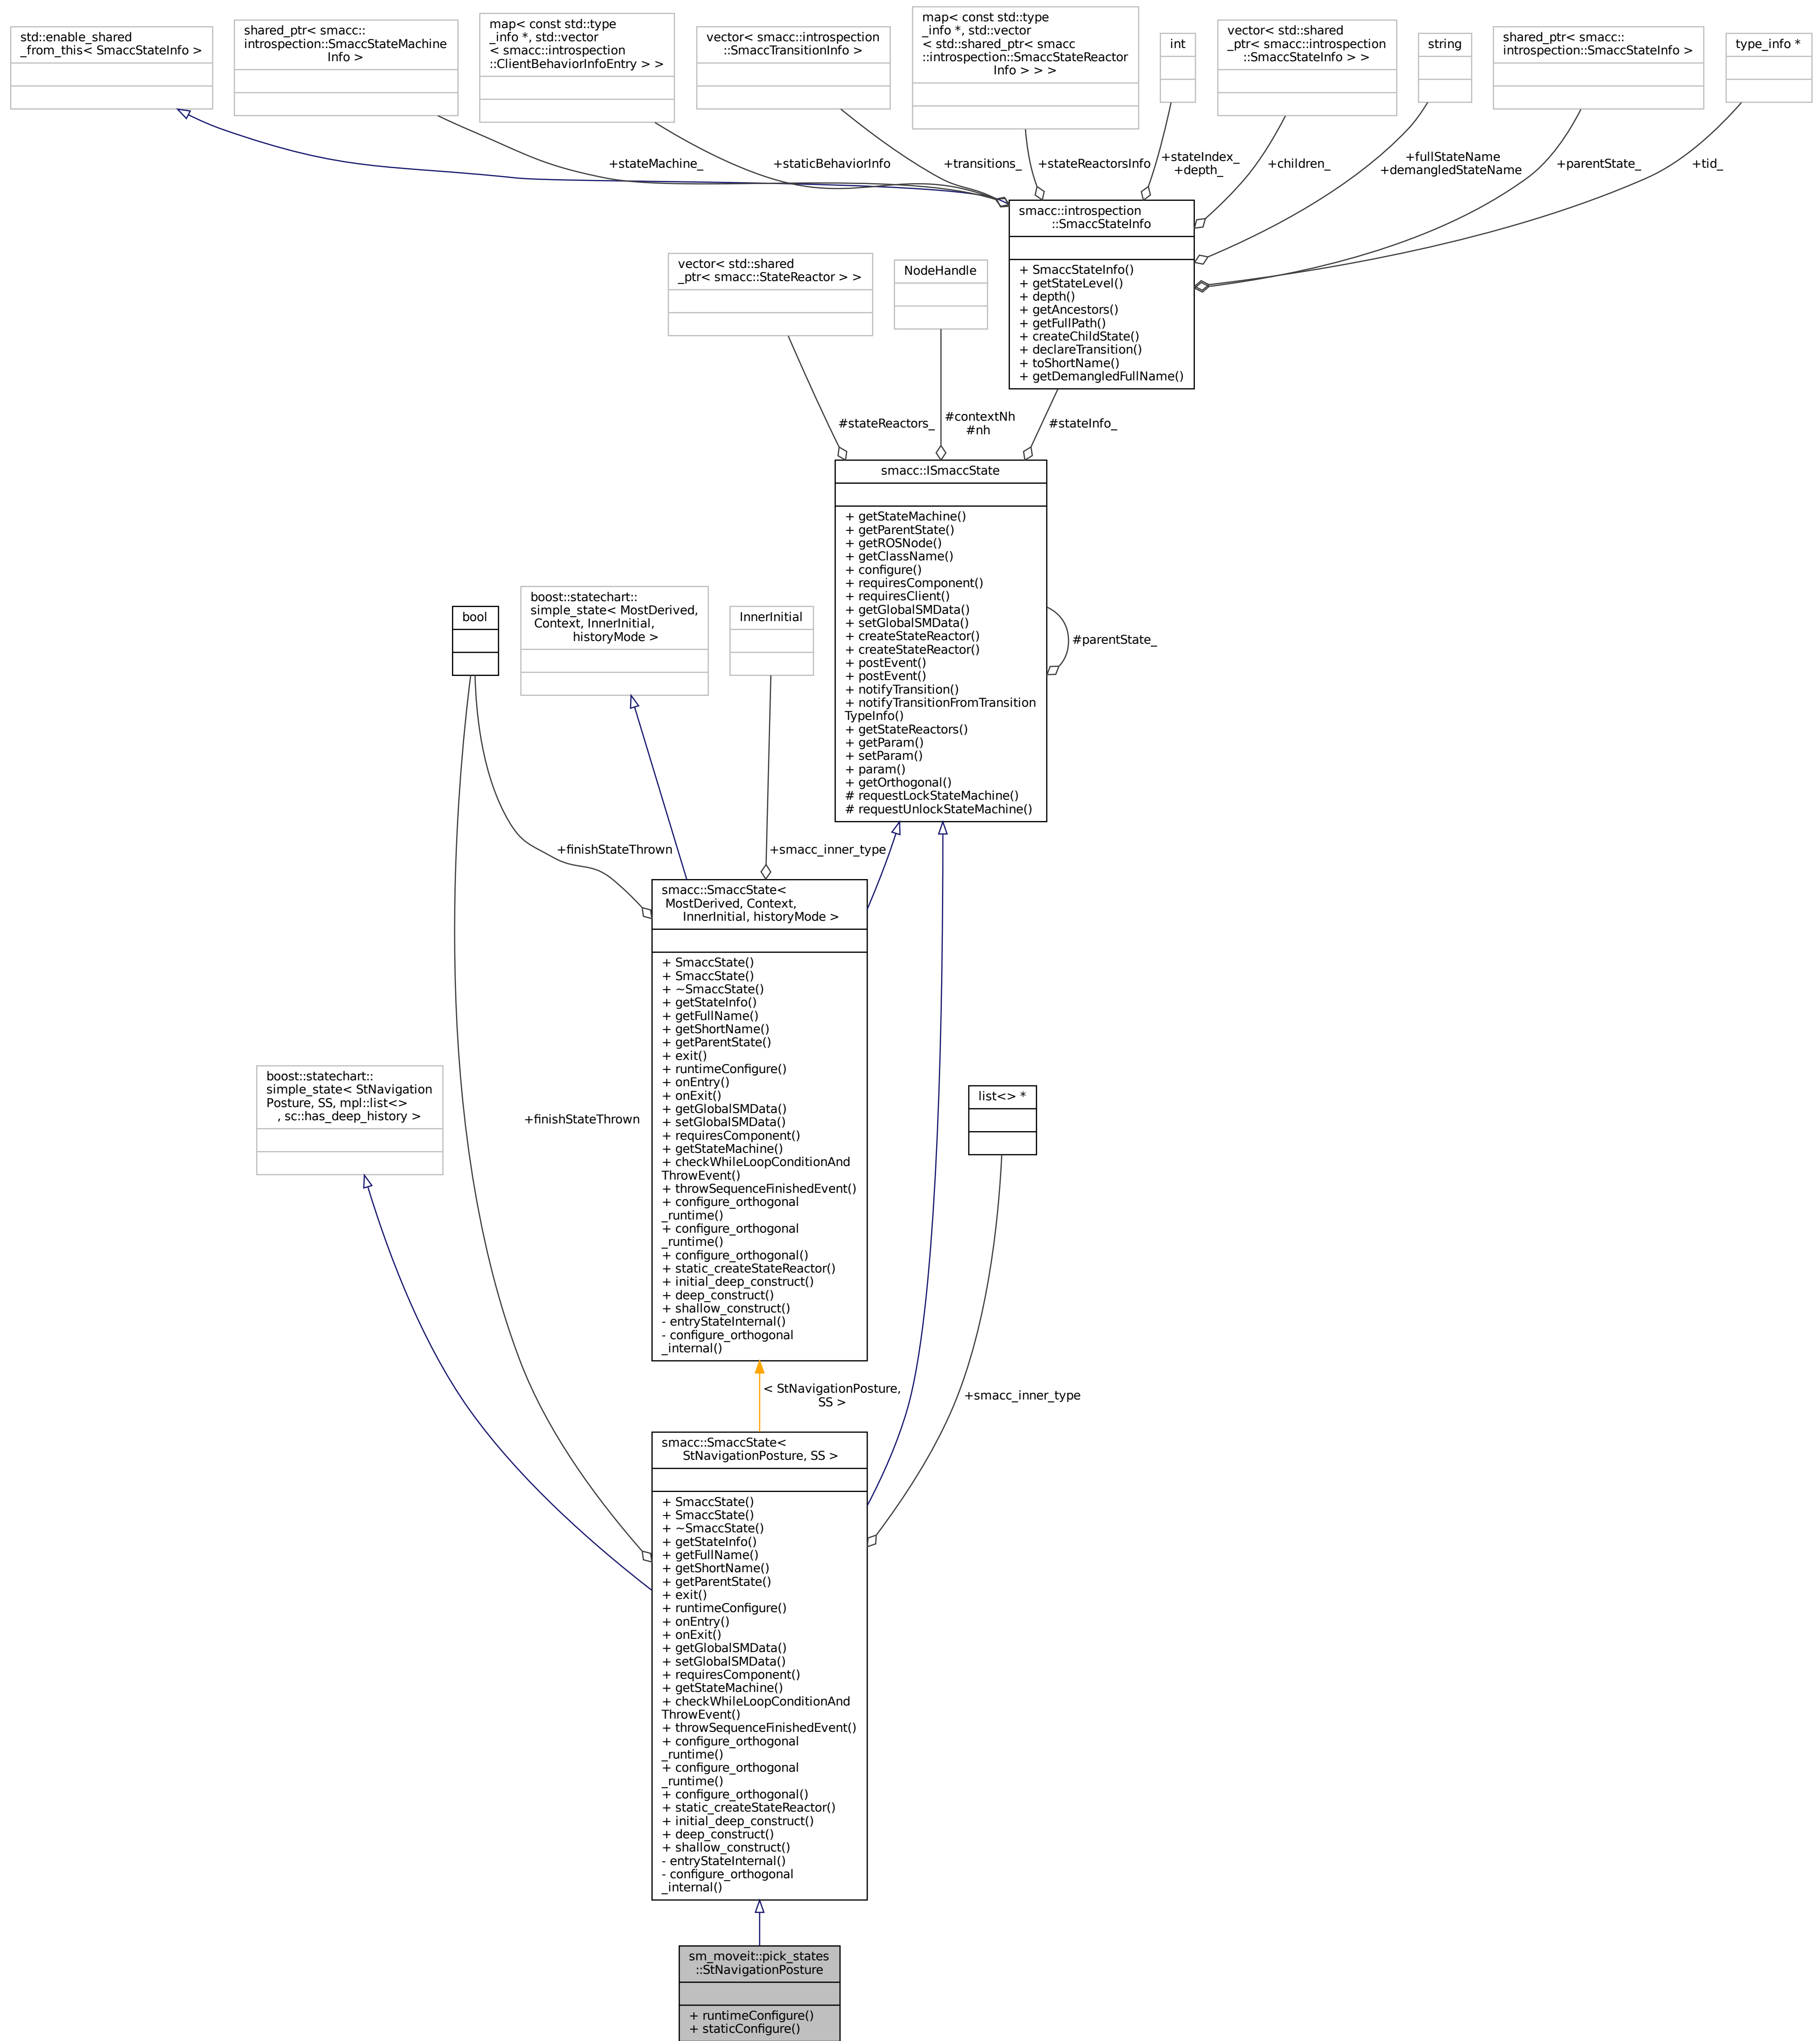 std::enable_shared
_from_this< SmaccStateInfo >
shared_ptr< smacc::
introspection::SmaccStateMachine
Info >
map< const std::type
_info *, std::vector
< smacc::introspection
::ClientBehaviorInfoEntry > >
vector< smacc::introspection
::SmaccTransitionInfo >
map< const std::type
_info *, std::vector
< std::shared_ptr< smacc
::introspection::SmaccStateReactor
Info > > >
int
vector< std::shared
_ptr< smacc::introspection
::SmaccStateInfo > >
string
shared_ptr< smacc::
introspection::SmaccStateInfo >
type_info *
+stateMachine_
+staticBehaviorInfo
+transitions_
+stateReactorsInfo
+stateIndex_
+depth_
+children_
+fullStateName
+demangledStateName
+parentState_
+tid_
smacc::introspection
::SmaccStateInfo
+ SmaccStateInfo()
+ getStateLevel()
+ depth()
+ getAncestors()
+ getFullPath()
+ createChildState()
+ declareTransition()
+ toShortName()
+ getDemangledFullName()
vector< std::shared
_ptr< smacc::StateReactor > >
NodeHandle
#stateReactors_
#contextNh
#nh
#stateInfo_
smacc::ISmaccState
+ getStateMachine()
+ getParentState()
+ getROSNode()
+ getClassName()
+ configure()
+ requiresComponent()
+ requiresClient()
+ getGlobalSMData()
+ setGlobalSMData()
+ createStateReactor()
+ createStateReactor()
+ postEvent()
+ postEvent()
+ notifyTransition()
+ notifyTransitionFromTransition
TypeInfo()
+ getStateReactors()
+ getParam()
+ setParam()
+ param()
+ getOrthogonal()
# requestLockStateMachine()
# requestUnlockStateMachine()
#parentState_
bool
boost::statechart::
simple_state< MostDerived,
Context, InnerInitial,
historyMode >
InnerInitial
+finishStateThrown
+smacc_inner_type
smacc::SmaccState<
MostDerived, Context,
InnerInitial, historyMode >
+ SmaccState()
+ SmaccState()
+ ~SmaccState()
+ getStateInfo()
+ getFullName()
+ getShortName()
+ getParentState()
+ exit()
+ runtimeConfigure()
+ onEntry()
+ onExit()
+ getGlobalSMData()
+ setGlobalSMData()
+ requiresComponent()
+ getStateMachine()
+ checkWhileLoopConditionAnd
ThrowEvent()
+ throwSequenceFinishedEvent()
+ configure_orthogonal
_runtime()
+ configure_orthogonal
_runtime()
+ configure_orthogonal()
+ static_createStateReactor()
+ initial_deep_construct()
+ deep_construct()
+ shallow_construct()
- entryStateInternal()
- configure_orthogonal
_internal()
boost::statechart::
simple_state< StNavigation
Posture, SS, mpl::list<>
, sc::has_deep_history >
+finishStateThrown
list<> *
< StNavigationPosture,
SS >
+smacc_inner_type
smacc::SmaccState<
StNavigationPosture, SS >
+ SmaccState()
+ SmaccState()
+ ~SmaccState()
+ getStateInfo()
+ getFullName()
+ getShortName()
+ getParentState()
+ exit()
+ runtimeConfigure()
+ onEntry()
+ onExit()
+ getGlobalSMData()
+ setGlobalSMData()
+ requiresComponent()
+ getStateMachine()
+ checkWhileLoopConditionAnd
ThrowEvent()
+ throwSequenceFinishedEvent()
+ configure_orthogonal
_runtime()
+ configure_orthogonal
_runtime()
+ configure_orthogonal()
+ static_createStateReactor()
+ initial_deep_construct()
+ deep_construct()
+ shallow_construct()
- entryStateInternal()
- configure_orthogonal
_internal()
sm_moveit::pick_states
::StNavigationPosture
+ runtimeConfigure()
+ staticConfigure()